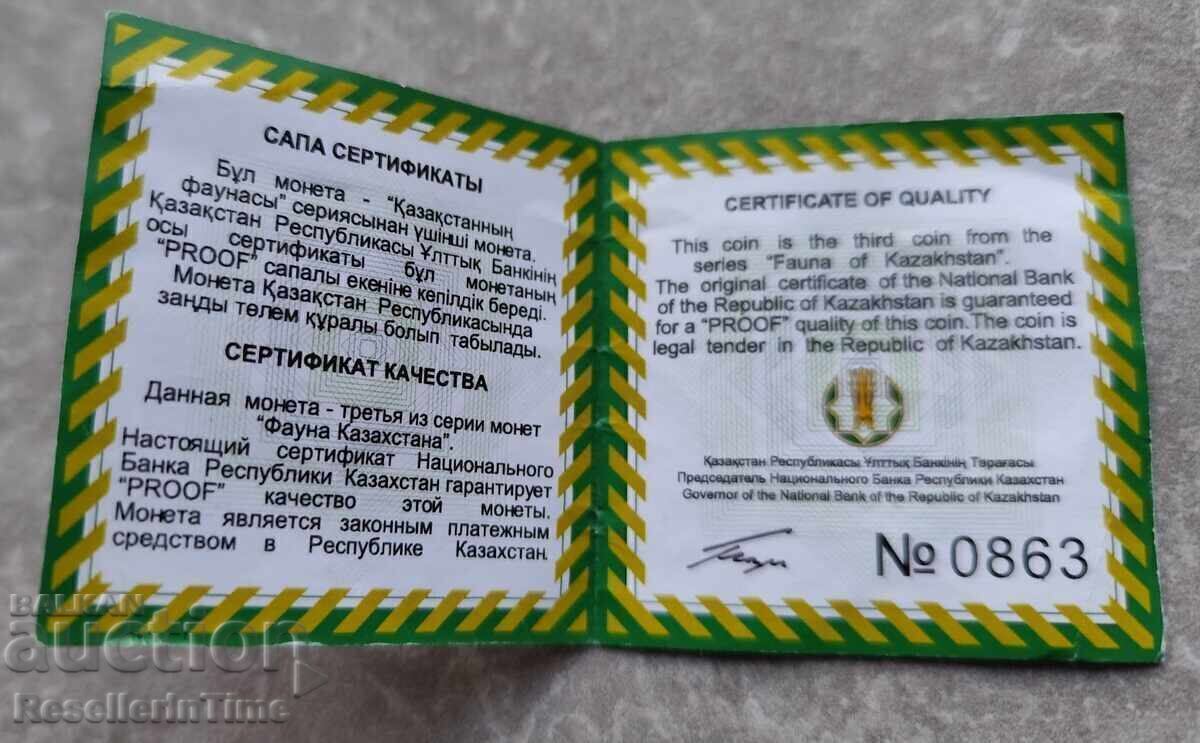 САПА СЕРТИФИКАТЫ
Бұл монета - "Қазақстанның
фаунасы" сериясынан үшінші монета.
Қазақстан Республикасы Ұлттық Банкінің
осы сертификаты бұл монетаның
"PROOF" сапалы екеніне кепілдік береді.
Монета Қазақстан Республикасында
заңды төлем құралы болып табылады.
СЕРТИФИКАТ КАЧЕСТВА
Данная монета - третья из серии монет
"Фауна Казахстана".
Настоящий сертификат Национального
Банка Республики Казахстан гарантирует
"PROOF" качество этой монеты.
Монета является законным платежным
средством в Республике Казахстан.
CERTIFICATE OF QUALITY
This coin is the third coin from the
series "Fauna of Kazakhstan".
The original certificate of the National Bank
of the Republic of Kazakhstan is guaranteed
for a "PROOF" quality of this coin.The coin is
legal tender in the Republic of Kazakhstan.
Қазақстан Республикасы Ұлттық Банкінің Төрағасы
Председатель Национального Банка Республики Казахстан
Governor of the National Bank of the Republic of Kazakhstan
№ 0863
BALKAN
auction
ResellerinTime